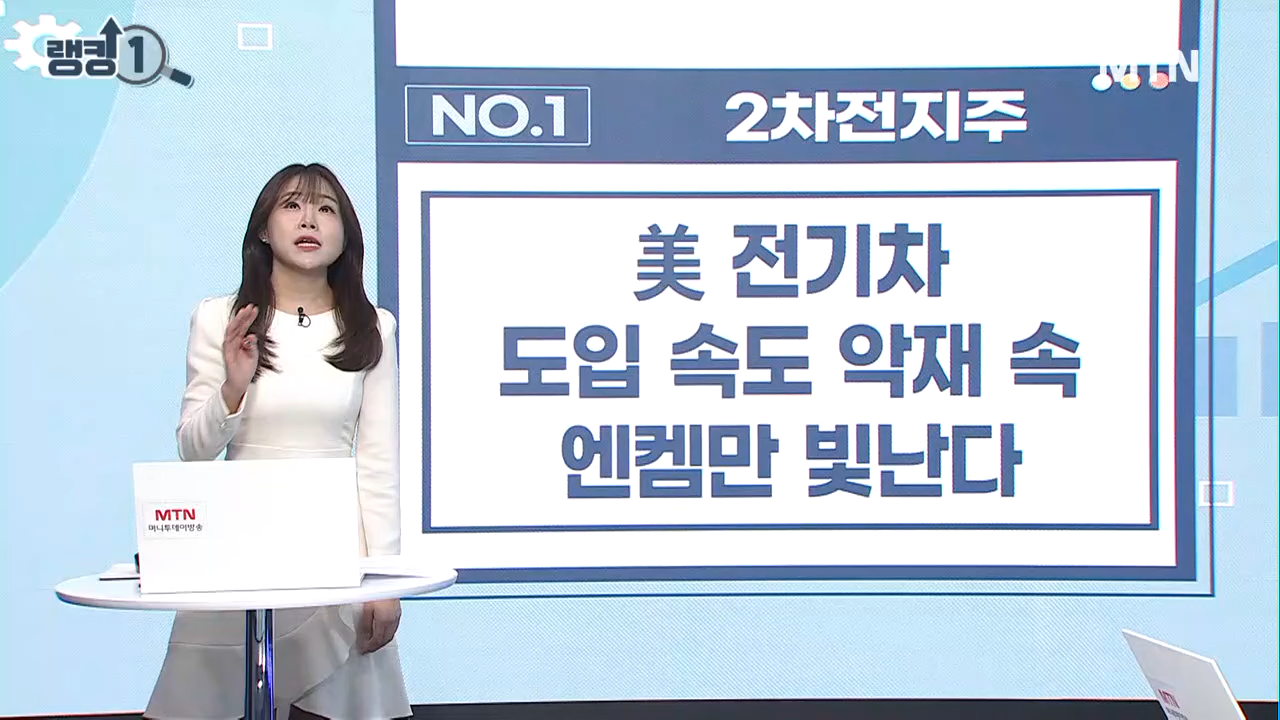 랭킹1
MTN
NO.1
2차전지주
美 전기차
도입 속도 악재 속
엔켐만 빛난다
MTN
머니투데이방송
MTN